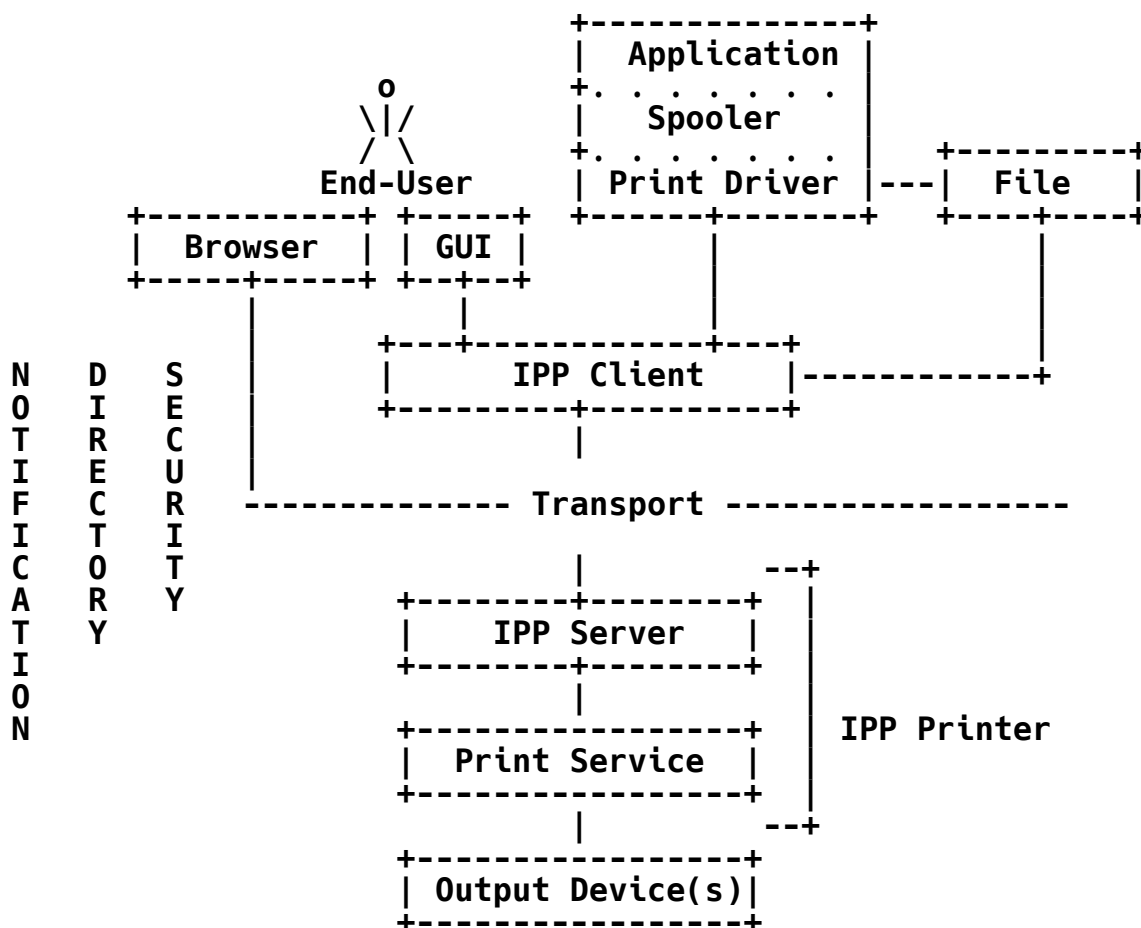 Application
o
Spooler
End-User
Print Driver
File
Browser
GUI
IPP Client
NOTIFICATION
DIRECTORY
SECURITY
Transport
IPP Server
IPP Printer
Print Service
Output Device(s)